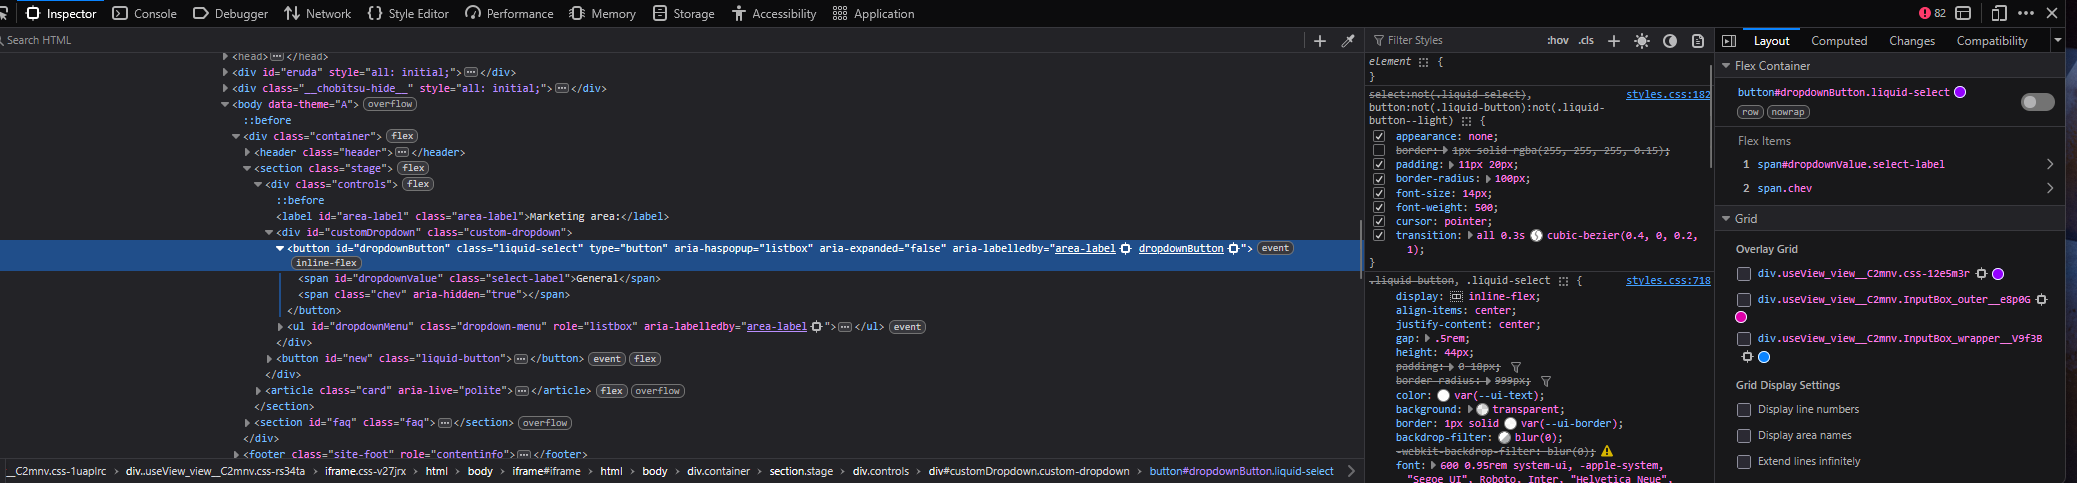 Inspector Console Debugger Network Style Editor Performance Memory Storage Accessibility Application 82
Search HTML
<head> </head>
<div id="eruda" style="all: initial;"> </div>
<div class="__chobitsu-hide__" style="all: initial;"> </div>
<body data-theme="A"> overflow
::before
<div class="container"> flex
<header class="header"> </header>
<section class="stage"> flex
<div class="controls"> flex
::before
<label id="area-label" class="area-label">Marketing area:</label>
<div id="customDropdown" class="custom-dropdown">
<button id="dropdownButton" class="liquid-select" type="button" aria-haspopup="listbox" aria-expanded="false" aria-labelledby="area-label dropdownButton"> event
inline-flex
<span id="dropdownValue" class="select-label">General</span>
<span class="chev" aria-hidden="true"></span>
</button>
<ul id="dropdownMenu" class="dropdown-menu" role="listbox" aria-labelledby="area-label"> </ul> event
</div>
<button id="new" class="liquid-button"> </button> event flex
</div>
<article class="card" aria-live="polite"> </article> flex overflow
</section>
<section id="faq" class="faq"> </section> overflow
</div>
<footer class="site-foot" role="contentinfo"> </footer>
__C2mnv.css-1uaplrc div.useView_view__C2mnv.css-rs34ta iframe.css-v27jrx html body iframe#iframe html body div.container section.stage div.controls div#customDropdown.custom-dropdown button#dropdownButton.liquid-select
Filter Styles :hov .cls
element {
}
select:not(.liquid-select), styles.css:182
button:not(.liquid-button):not(.liquid-
button--light) {
appearance: none;
border: 1px solid rgba(255, 255, 255, 0.15);
padding: 11px 20px;
border-radius: 100px;
font-size: 14px;
font-weight: 500;
cursor: pointer;
transition: all 0.3s cubic-bezier(0.4, 0, 0.2,
1);
}
.liquid-button, .liquid-select { styles.css:718
display: inline-flex;
align-items: center;
justify-content: center;
gap: .5rem;
height: 44px;
padding: 0 18px;
border-radius: 999px;
color: var(--ui-text);
background: transparent;
border: 1px solid var(--ui-border);
backdrop-filter: blur(0);
-webkit-backdrop-filter: blur(0);
font: 600 0.95rem system-ui, -apple-system,
"Segoe UI", Roboto, Inter, "Helvetica Neue",
Layout Computed Changes Compatibility
Flex Container
button#dropdownButton.liquid-select
row nowrap
Flex Items
1 span#dropdownValue.select-label
2 span.chev
Grid
Overlay Grid
div.useView_view__C2mnv.css-12e5m3r
div.useView_view__C2mnv.InputBox_outer__e8p0G
div.useView_view__C2mnv.InputBox_wrapper__V9f3B
Grid Display Settings
Display line numbers
Display area names
Extend lines infinitely